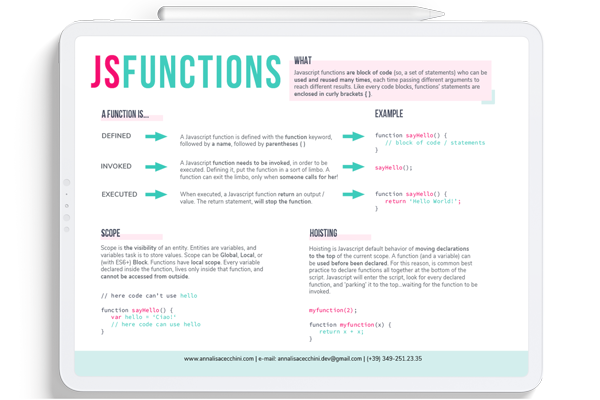 JSFUNCTIONS
WHAT
Javascript functions are block of code (so, a set of statements) who can be
used and reused many times, each time passing different arguments to
reach different results. Like every code blocks, functions' statements are
enclosed in curly brackets { }.
A FUNCTION IS...
EXAMPLE
DEFINED
A Javascript function is defined with the function keyword,
followed by a name, followed by parentheses ( )
function sayHello() {
// block of code / statements
}
INVOKED
A Javascript function needs to be invoked, in order to be
executed. Defining it, put the function in a sort of limbo. A
function can exit the limbo, only when someone calls for her!
sayHello();
EXECUTED
When executed, a Javascript function return an output /
value. The return statement, will stop the function.
function sayHello() {
return 'Hello World!';
}
SCOPE
Scope is the visibility of an entity. Entities are variables, and
variables task is to store values. Scope can be Global, Local, or
(with ES6+) Block. Functions have local scope. Every variable
declared inside the function, lives only inside that function, and
cannot be accessed from outside.
// here code can't use hello
function sayHello() {
var hello = "Ciao!"
// here code can use hello
}
HOISTING
Hoisting is Javascript default behavior of moving declarations
to the top of the current scope. A function (and a variable) can
be used before been declared. For this reason, is common best
practice to declare functions all together at the bottom of the
script. Javascript will enter the script, look for every declared
function, and 'parking' it to the top...waiting for the function to be
invoked.
myfunction(2);
function myfunction(x) {
return x + x;
}
www.annalisacecchini.com | e-mail: annalisacecchini.dev@gmail.com | (+39) 349-251.23.35